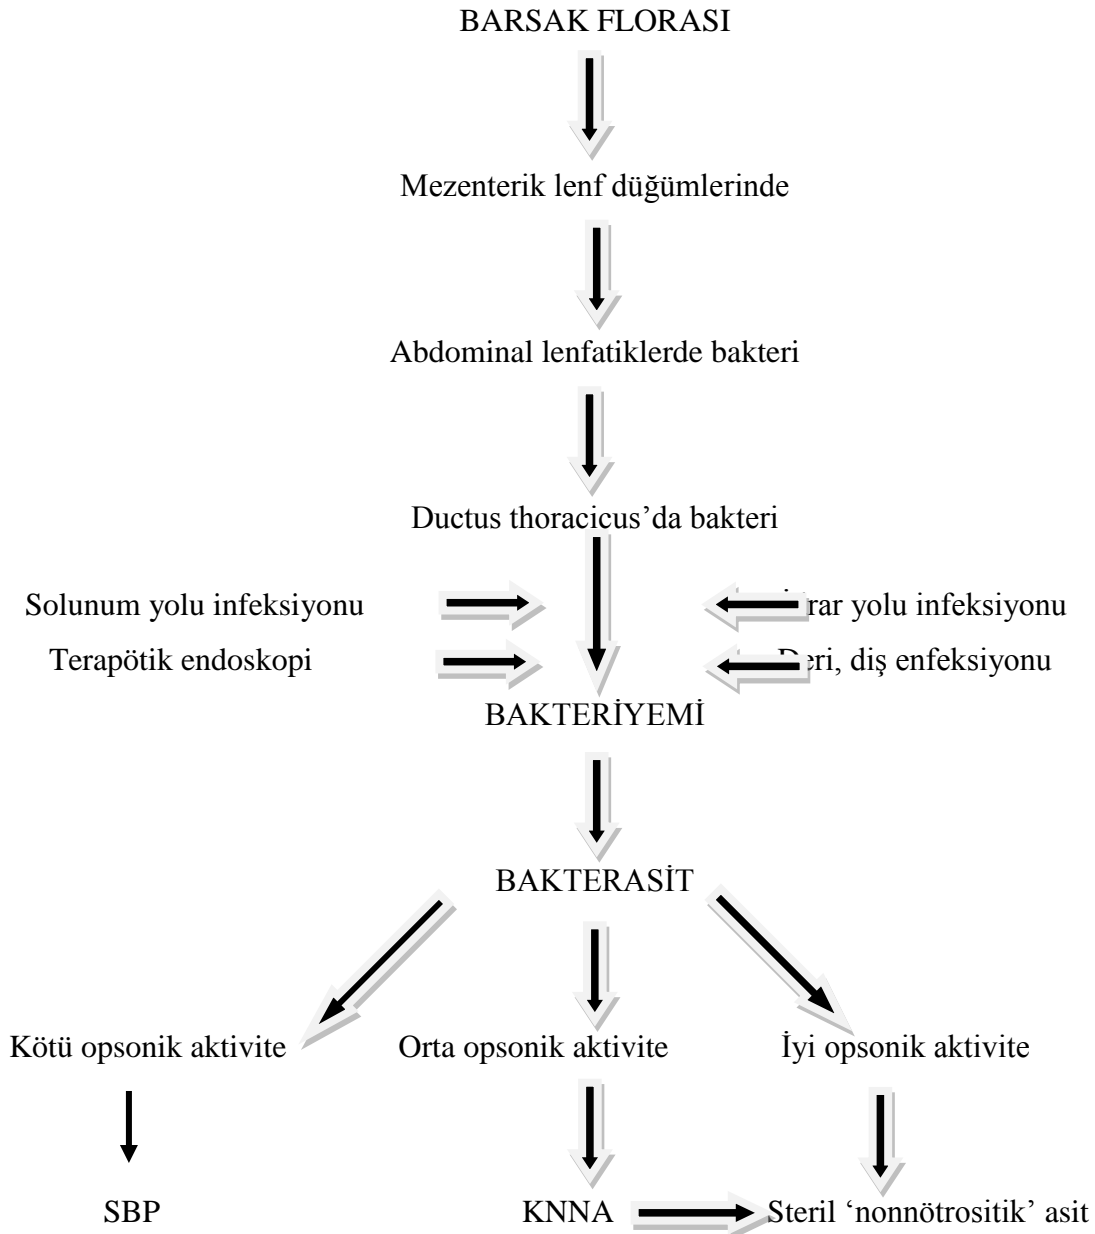 BARSAK FLORASI
Mezenterik lenf düğümlerinde
Abdominal lenfatiklerde bakteri
Ductus thoracicus’da bakteri
Solunum yolu infeksiyonu
yolu infeksiyonu
Terapötik endoskopi
diş enfeksiyonu
BAKTERİYEMİ
BAKTERASİT
Kötü opsonik aktivite
Orta opsonik aktivite
İyi opsonik aktivite
SBP
KNNA
Steril ‘nonnötrositik’ asit